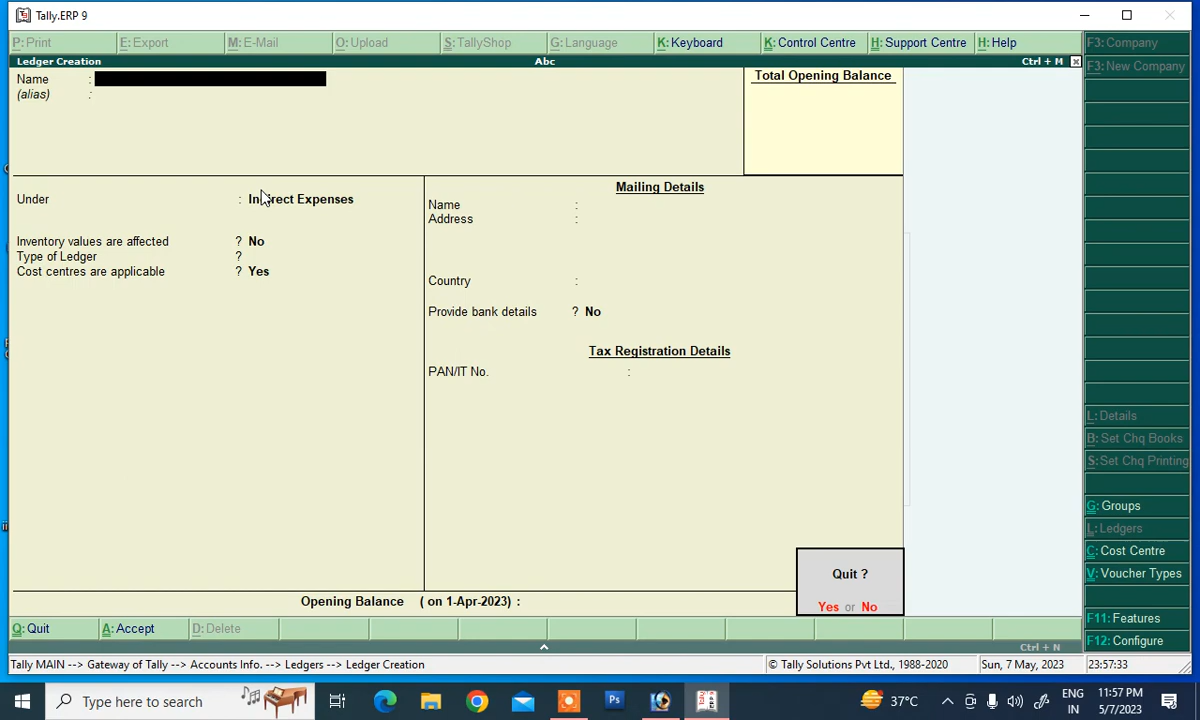 Tally.ERP 9
P: Print E: Export M: E-Mail O: Upload S: TallyShop G: Language K: Keyboard K: Control Centre H: Support Centre H: Help
F3: Company
Ledger Creation Abc Ctrl + M x
F3: New Company
Name :
(alias) :
Total Opening Balance
Under : Indirect Expenses
Inventory values are affected ? No
Type of Ledger ?
Cost centres are applicable ? Yes
Mailing Details
Name :
Address :
Country :
Provide bank details ? No
Tax Registration Details
PAN/IT No. :
L: Details
B: Set Chq Books
S: Set Chq Printing
G: Groups
L: Ledgers
C: Cost Centre
V: Voucher Types
F11: Features
F12: Configure
Quit ?
Yes or No
Opening Balance ( on 1-Apr-2023) :
Q: Quit A: Accept D: Delete
Ctrl + N
Tally MAIN --> Gateway of Tally --> Accounts Info. --> Ledgers --> Ledger Creation © Tally Solutions Pvt Ltd., 1988-2020 Sun, 7 May, 2023 23:57:33
Type here to search Ps 37°C ENG IN 11:57 PM 5/7/2023